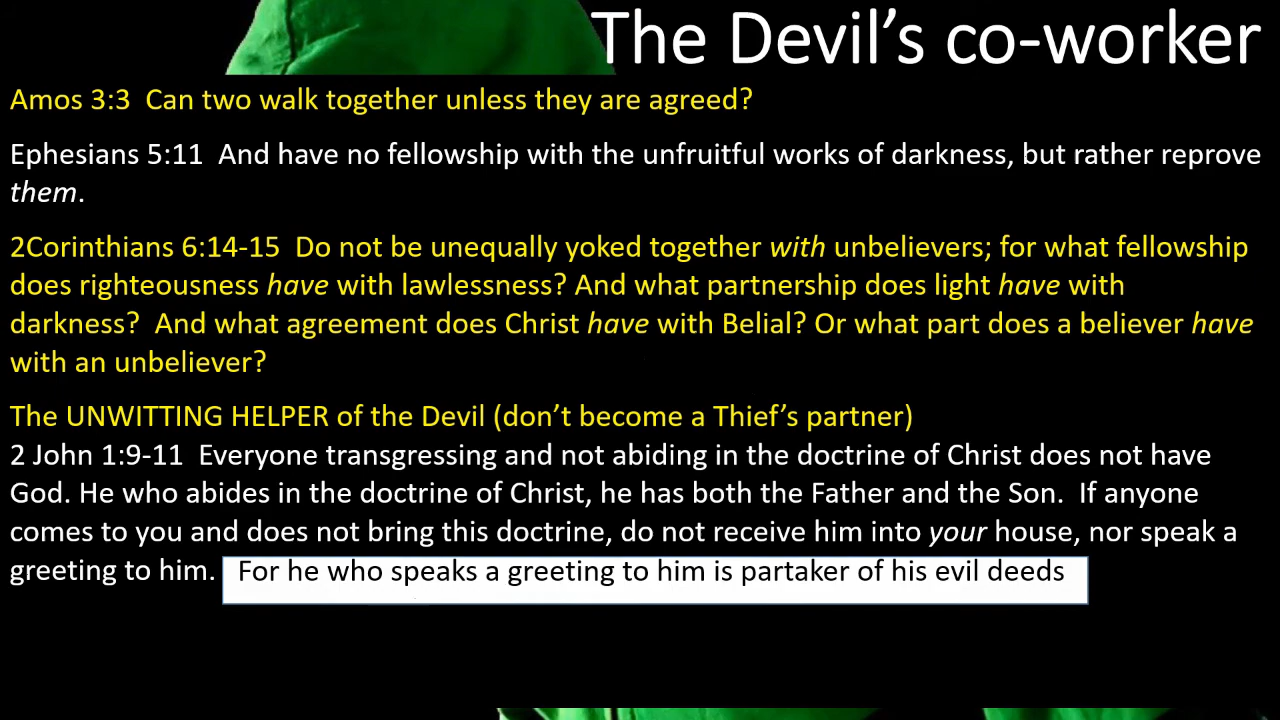 The Devil's co-worker
Amos 3:3  Can two walk together unless they are agreed?
Ephesians 5:11  And have no fellowship with the unfruitful works of darkness, but rather reprove
them.
2Corinthians 6:14-15  Do not be unequally yoked together with unbelievers; for what fellowship
does righteousness have with lawlessness? And what partnership does light have with
darkness?  And what agreement does Christ have with Belial? Or what part does a believer have
with an unbeliever?
The UNWITTING HELPER of the Devil (don't become a Thief's partner)
2 John 1:9-11  Everyone transgressing and not abiding in the doctrine of Christ does not have
God. He who abides in the doctrine of Christ, he has both the Father and the Son.  If anyone
comes to you and does not bring this doctrine, do not receive him into your house, nor speak a
greeting to him.  For he who speaks a greeting to him is partaker of his evil deeds